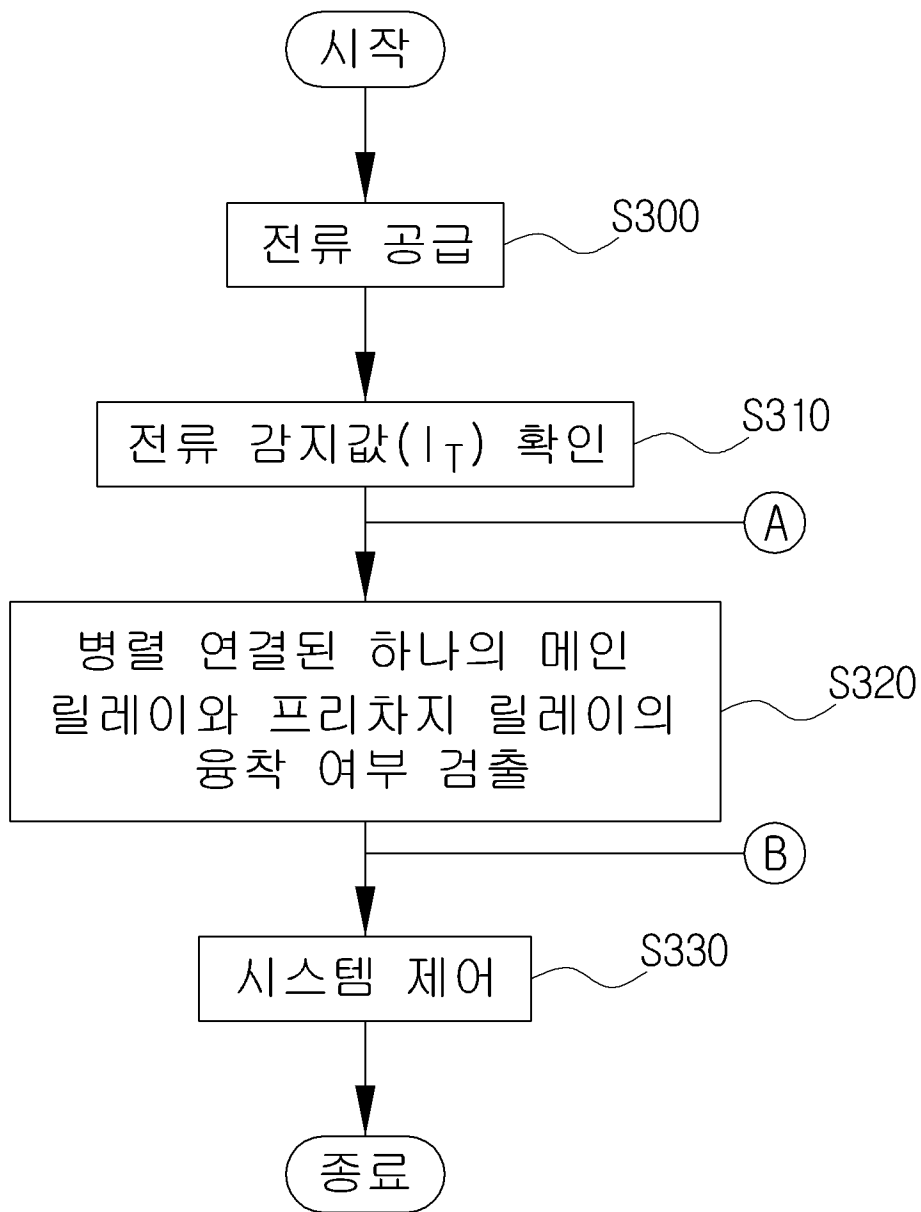 시작
전류 공급
S300
전류 감지값(I_T) 확인
S310
A
병렬 연결된 하나의 메인
릴레이와 프리차지 릴레이의
융착 여부 검출
S320
B
시스템 제어
S330
종료